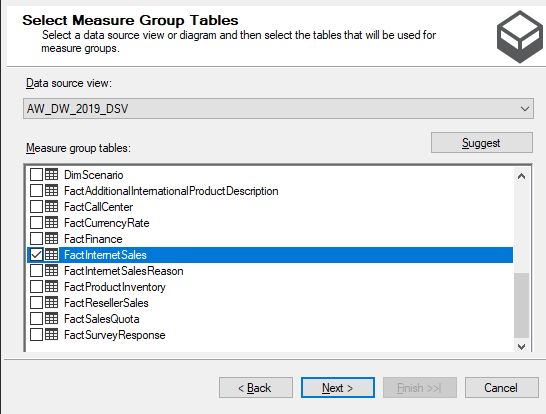 Select Measure Group Tables
Select a data source view or diagram and then select the tables that will be used for
measure groups.
Data source view:
AW_DW_2019_DSV
Suggest
Measure group tables:
DimScenario
FactAdditionalInternationalProductDescription
FactCallCenter
FactCurrencyRate
FactFinance
FactInternetSales
FactInternetSalesReason
FactProductInventory
FactResellerSales
FactSalesQuota
FactSurveyResponse
< Back
Next >
Finish >>|
Cancel